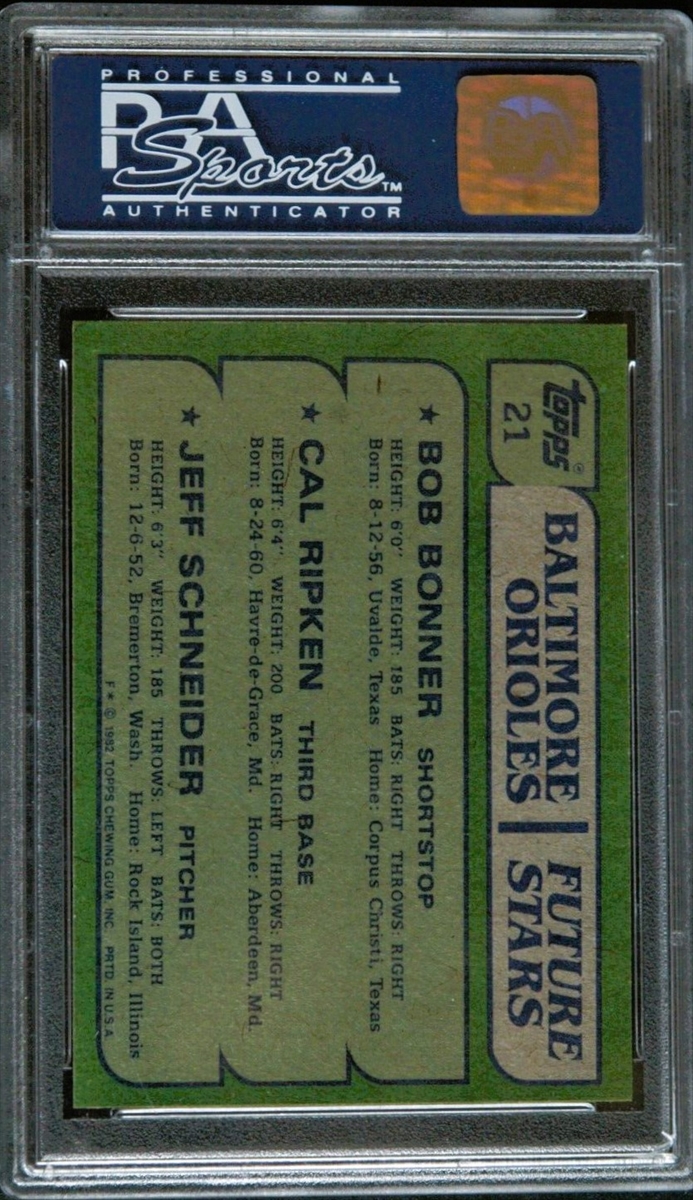 PROFESSIONAL
PSA
Sports™
AUTHENTICATOR
topps®
21
BALTIMORE ORIOLES
FUTURE STARS
★ BOB BONNER SHORTSTOP
HEIGHT: 6'0" WEIGHT: 185 BATS: RIGHT THROWS: RIGHT
Born: 8-12-56, Uvalde, Texas Home: Corpus Christi, Texas
★ CAL RIPKEN THIRD BASE
HEIGHT: 6'4" WEIGHT: 200 BATS: RIGHT THROWS: RIGHT
Born: 8-24-60, Havre-de-Grace, Md. Home: Aberdeen, Md.
★ JEFF SCHNEIDER PITCHER
HEIGHT: 6'3" WEIGHT: 185 THROWS: LEFT BATS: BOTH
Born: 12-6-52, Bremerton, Wash. Home: Rock Island, Illinois
F* © 1982 TOPPS CHEWING GUM, INC. PRTD. IN U.S.A.